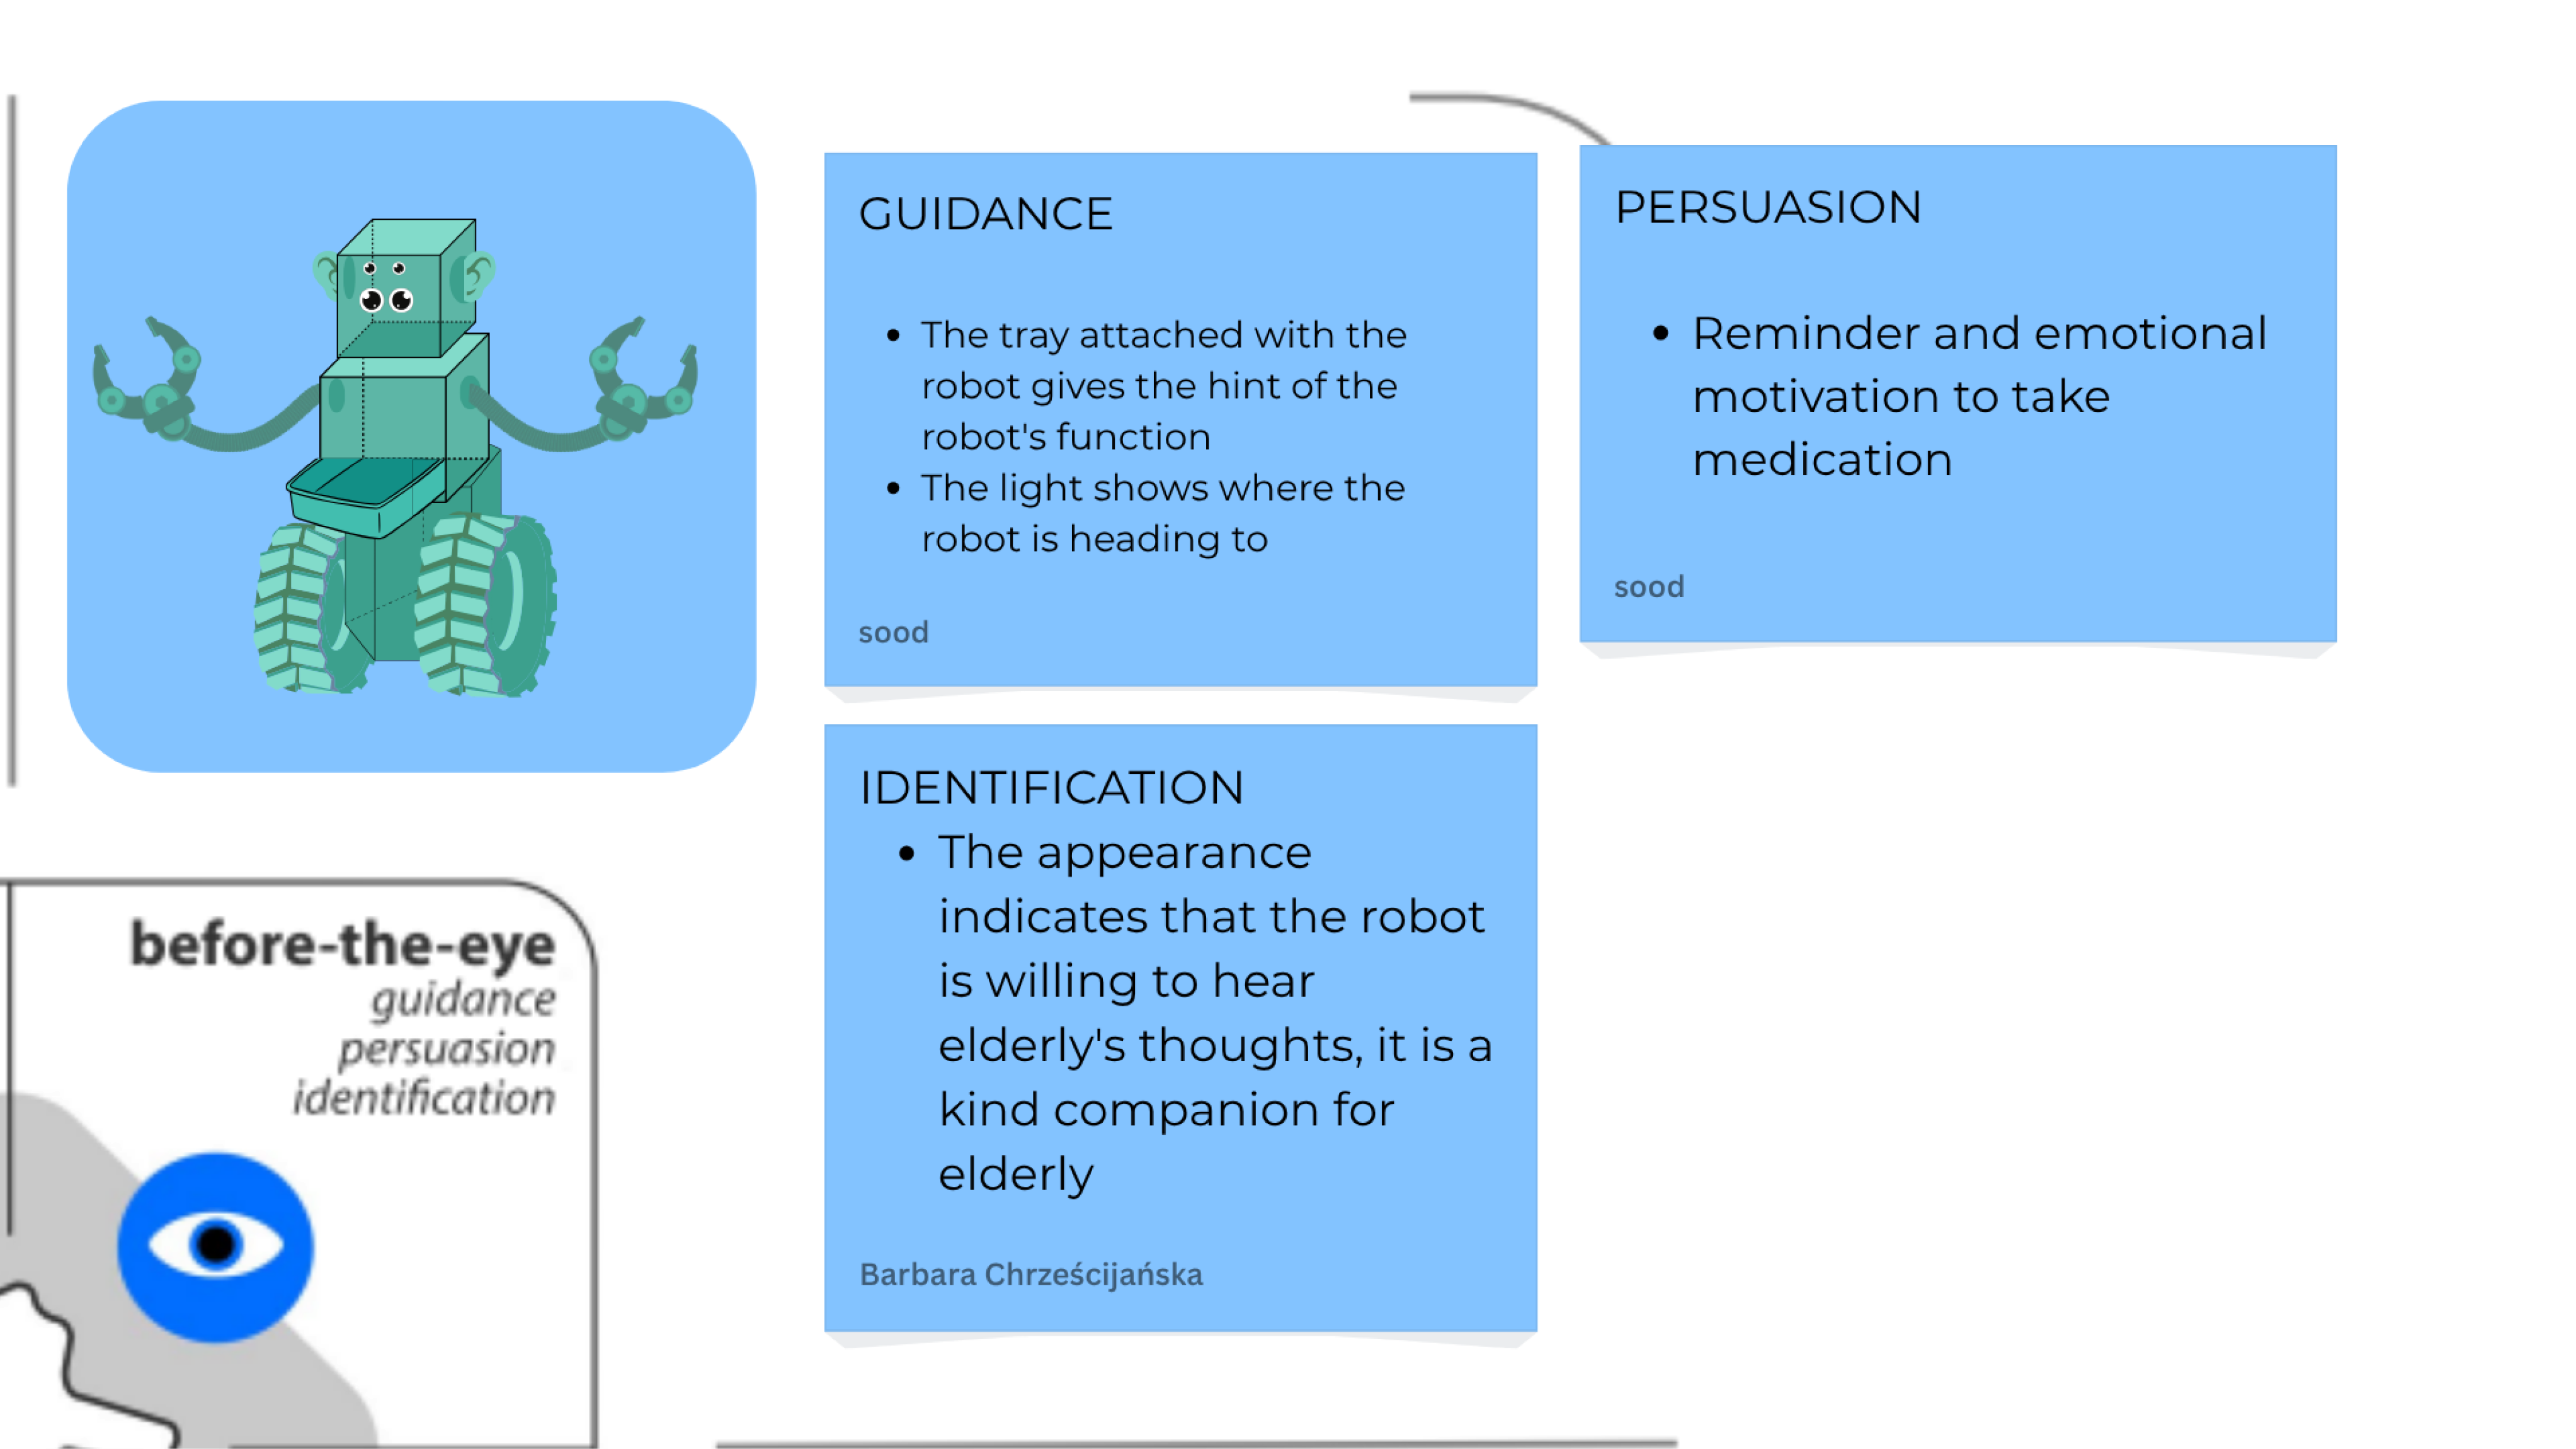 GUIDANCE
The tray attached with the
robot gives the hint of the
robot's function
The light shows where the
robot is heading to
sood
PERSUASION
Reminder and emotional
motivation to take
medication
sood
IDENTIFICATION
The appearance
indicates that the robot
is willing to hear
elderly's thoughts, it is a
kind companion for
elderly
Barbara Chrześcijańska
before-the-eye
guidance
persuasion
identification